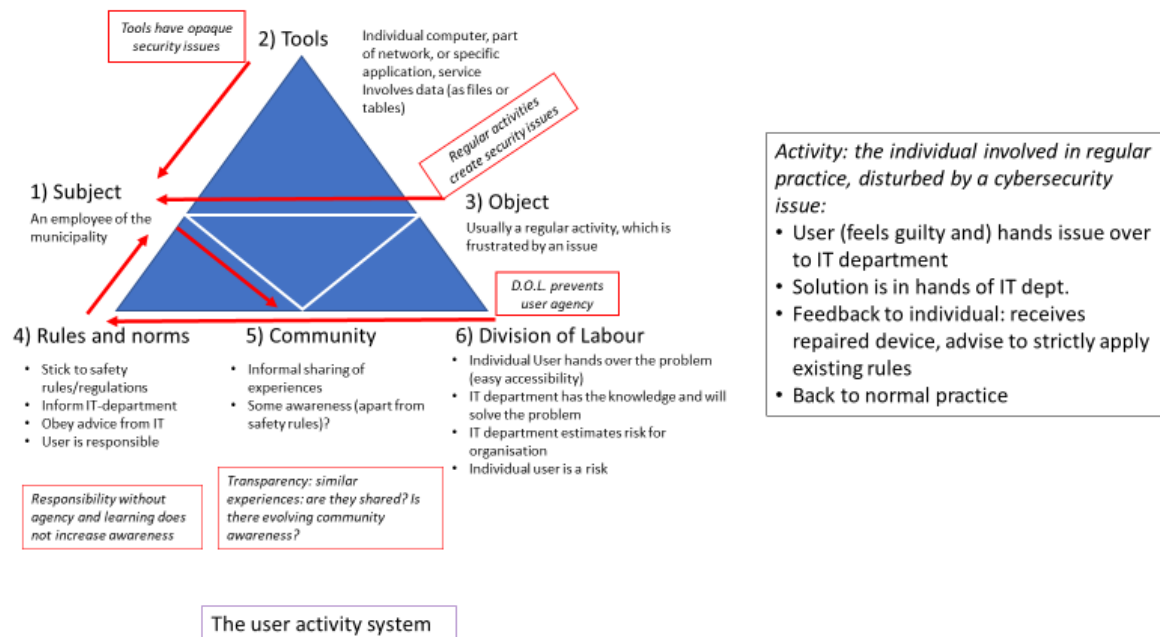 Tools have opaque
security issues
2) Tools
Individual computer, part
of network, or specific
application, service
Involves data (as files or
tables)
Regular activities
create security issues
1) Subject
An employee of the
municipality
3) Object
Usually a regular activity, which is
frustrated by an issue
D.O.L. prevents
user agency
4) Rules and norms
• Stick to safety
rules/regulations
• Inform IT-department
• Obey advice from IT
• User is responsible
5) Community
• Informal sharing of
experiences
• Some awareness (apart from
safety rules)?
6) Division of Labour
• Individual User hands over the problem
(easy accessibility)
• IT department has the knowledge and will
solve the problem
• IT department estimates risk for
organisation
• Individual user is a risk
Responsibility without
agency and learning does
not increase awareness
Transparency: similar
experiences: are they shared? Is
there evolving community
awareness?
Activity: the individual involved in regular
practice, disturbed by a cybersecurity
issue:
• User (feels guilty and) hands issue over
to IT department
• Solution is in hands of IT dept.
• Feedback to individual: receives
repaired device, advise to strictly apply
existing rules
• Back to normal practice
The user activity system